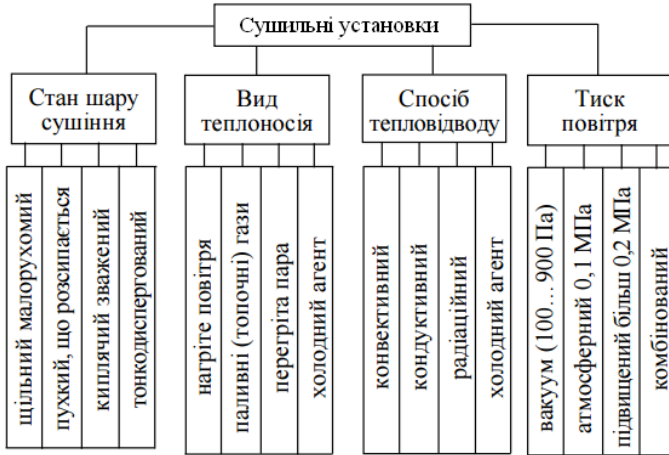 Сушильні установки
Стан шару
сушіння
Вид
теплоносія
Спосіб
тепловідводу
Тиск
повітря
щільний малорухомий
пухкий, що розсипається
киплячий зважений
тонкодиспергований
нагріте повітря
паливні (топочні) гази
перегріта пара
холодний агент
конвективний
кондуктивний
радіаційний
холодний агент
вакуум (100… 900 Па)
атмосферний 0,1 МПа
підвищений більш 0,2 МПа
комбінований